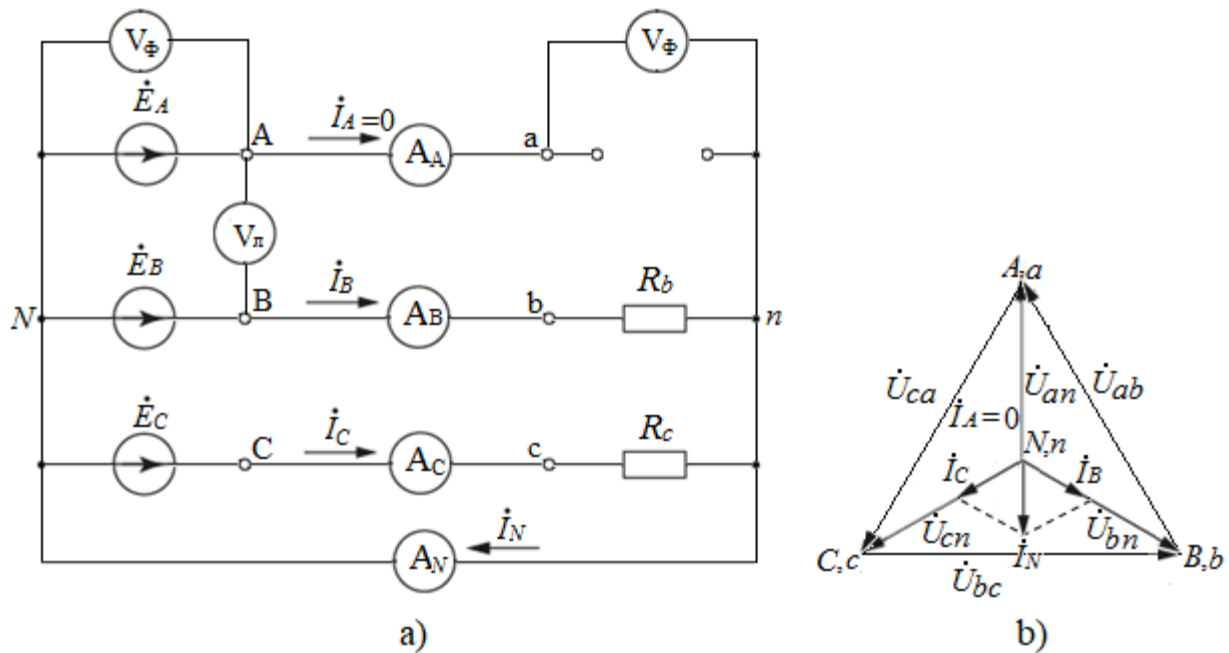 VФ VФ
ĖA
A İA=0 a
AA
Vл
ĖB İB Rb
N B AB b n
ĖC İC Rc
C AC c
İN
AN
a)
A,a
U̇ca U̇an U̇ab
İA=0
N,n
İC İB
U̇cn U̇bn
C,c İN B,b
U̇bc
b)